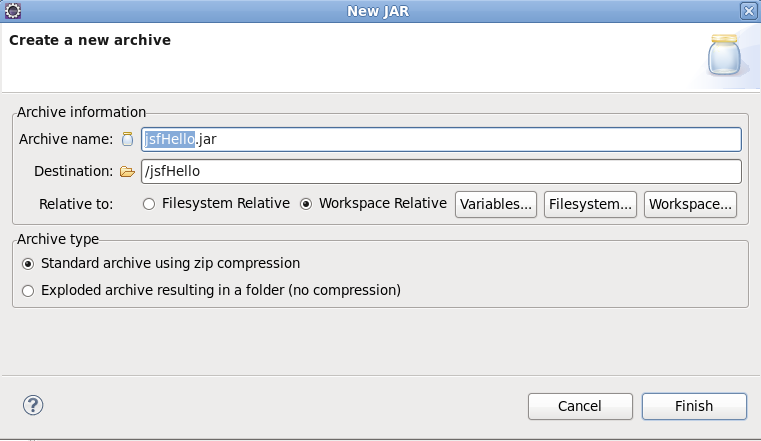 New JAR
Create a new archive
Archive information
Archive name: jsfHello.jar
Destination: /jsfHello
Relative to: Filesystem Relative Workspace Relative Variables... Filesystem... Workspace...
Archive type
Standard archive using zip compression
Exploded archive resulting in a folder (no compression)
? Cancel Finish